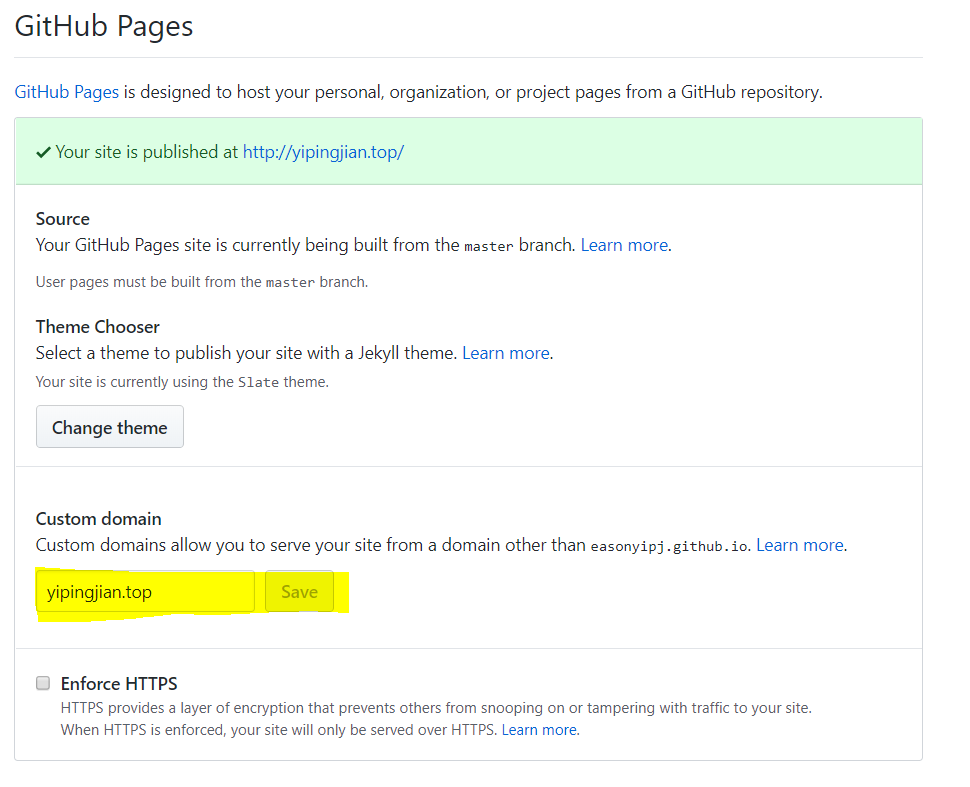 GitHub Pages
GitHub Pages is designed to host your personal, organization, or project pages from a GitHub repository.
✔ Your site is published at http://yipingjian.top/
Source
Your GitHub Pages site is currently being built from the master branch. Learn more.
User pages must be built from the master branch.
Theme Chooser
Select a theme to publish your site with a Jekyll theme. Learn more.
Your site is currently using the Slate theme.
Change theme
Custom domain
Custom domains allow you to serve your site from a domain other than easonyipj.github.io. Learn more.
yipingjian.top Save
Enforce HTTPS
HTTPS provides a layer of encryption that prevents others from snooping on or tampering with traffic to your site.
When HTTPS is enforced, your site will only be served over HTTPS. Learn more.